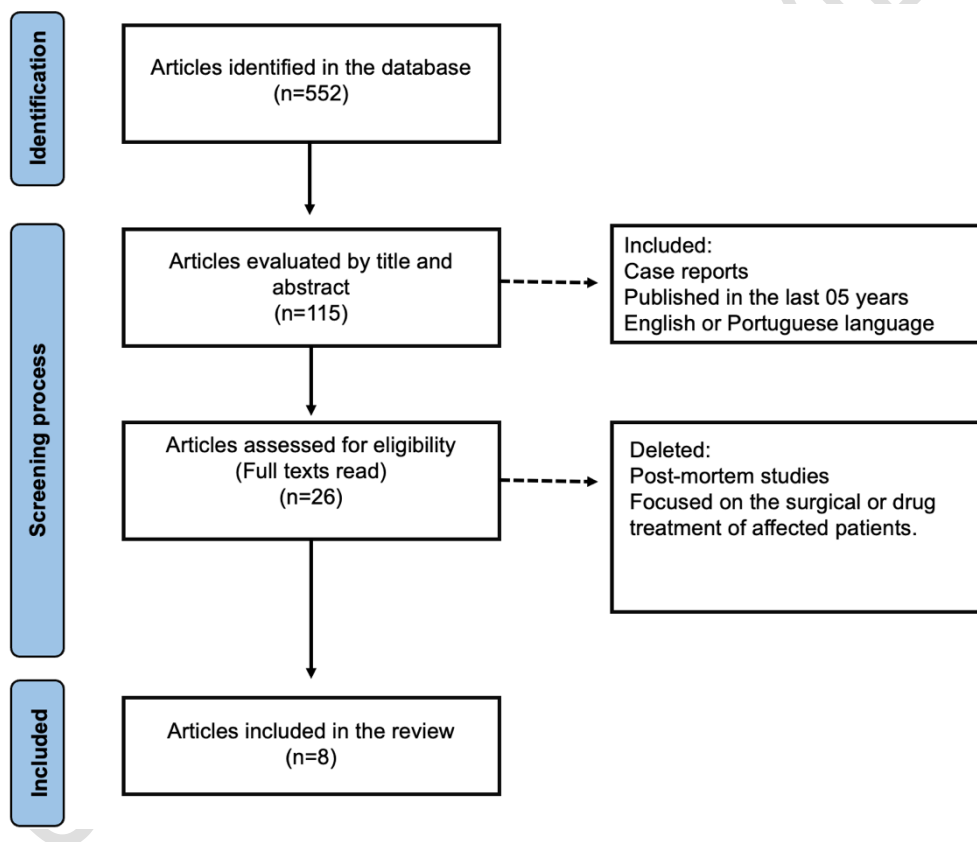 Identification
Articles identified in the database
(n=552)
Screening process
Articles evaluated by title and
abstract
(n=115)
Included:
Case reports
Published in the last 05 years
English or Portuguese language
Articles assessed for eligibility
(Full texts read)
(n=26)
Deleted:
Post-mortem studies
Focused on the surgical or drug
treatment of affected patients.
Included
Articles included in the review
(n=8)